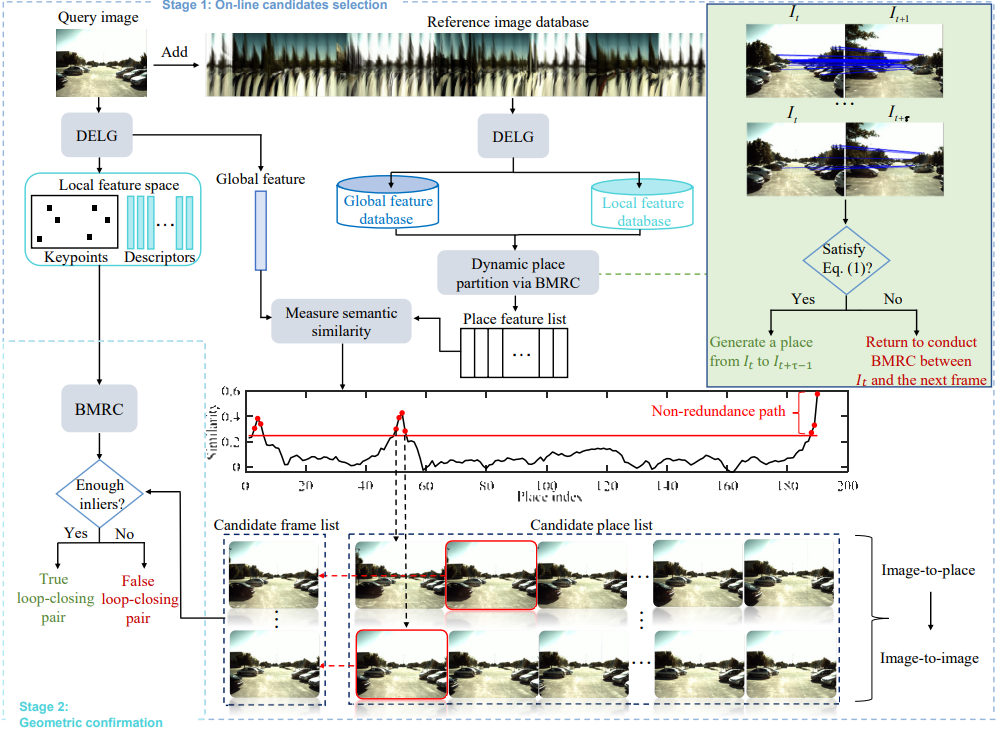 Stage 1: On-line candidates selection
Query image
Add
Reference image database
DELG
DELG
Local feature space
Keypoints
Descriptors
Global feature
Global feature
database
Local feature
database
Dynamic place
partition via BMRC
Measure semantic
similarity
Place feature list
I_t
I_{t+1}
...
I_t
I_{t+τ}
Satisfy
Eq. (1)?
Yes
No
Generate a place
from I_t to I_{t+τ−1}
Return to conduct
BMRC between
I_t and the next frame
BMRC
Enough
inliers?
Yes
No
True
loop-closing
pair
False
loop-closing
pair
Similarity
0.6
0.4
0.2
0
Non-redundance path
0
20
40
60
80
100
120
140
160
180
200
Place index
Candidate frame list
Candidate place list
Image-to-place
Image-to-image
Stage 2:
Geometric confirmation